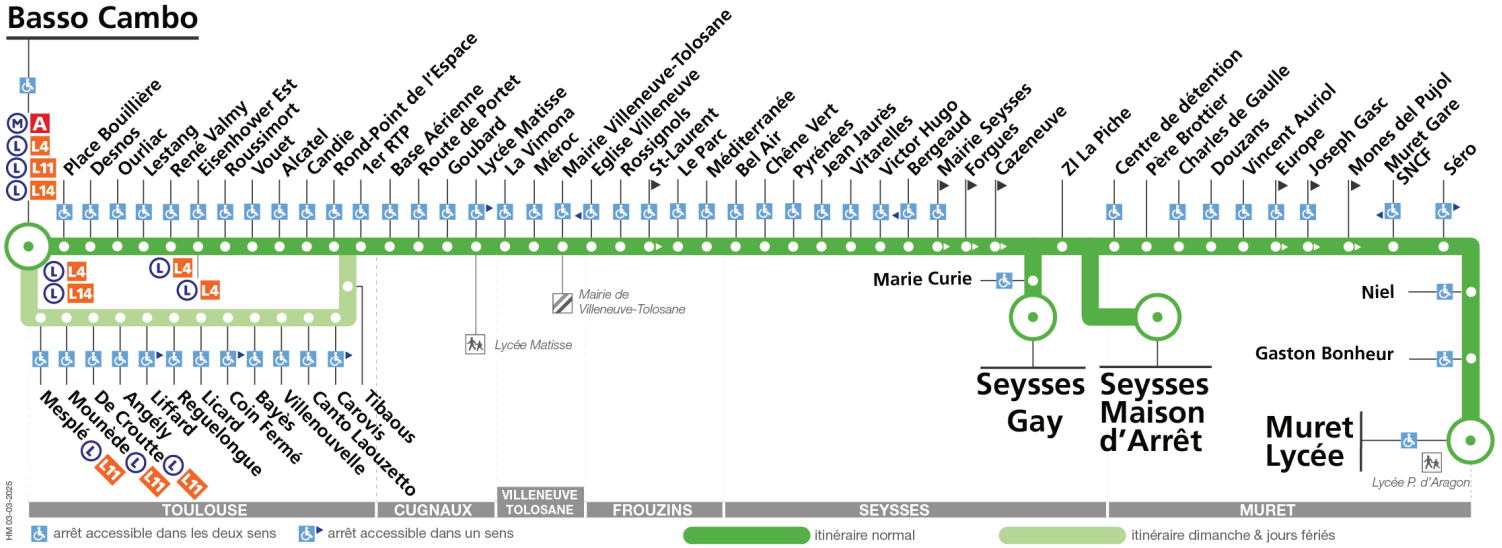 Basso Cambo
M A
L L4
L L11
L L14
Place Bouillière
Desnos
Ourliac
Lestang
René Valmy
Eisenhower Est
Roussimort
Vouet
Alcatel
Candie
Rond-Point de l'Espace
1er RTP
Base Aérienne
Route de Portet
Goubard
Lycée Matisse
La Vimona
Méroc
Mairie Villeneuve-Tolosane
Eglise Villeneuve
Rossignols
St-Laurent
Le Parc
Méditerranée
Bel Air
Chêne Vert
Pyrénées
Jean Jaurès
Vitarelles
Victor Hugo
Bergeaud
Mairie Seysses
Forgues
Cazeneuve
ZI La Piche
Centre de détention
Père Brottier
Charles de Gaulle
Douzans
Vincent Auriol
Europe
Joseph Gasc
Mones del Pujol
Muret Gare
SNCF
Séro
L L4
L L14
L L4
L L4
Mairie de
Villeneuve-Tolosane
Lycée Matisse
Marie Curie
Niel
Gaston Bonheur
Seysses
Gay
Seysses
Maison
d'Arrêt
Muret
Lycée
Lycée P. d'Aragon
Mesplé L L11
Mounède L L11
De Croutte L L11
Angély
Liffard
Reguelongue
Licard
Coin Fermé
Bayès
Villenouvelle
Canto Laouzetto
Carovis
Tibaous
TOULOUSE
CUGNAUX
VILLENEUVE
TOLOSANE
FROUZINS
SEYSSES
MURET
HM 03-03-2025
arrêt accessible dans les deux sens
arrêt accessible dans un sens
itinéraire normal
itinéraire dimanche & jours fériés